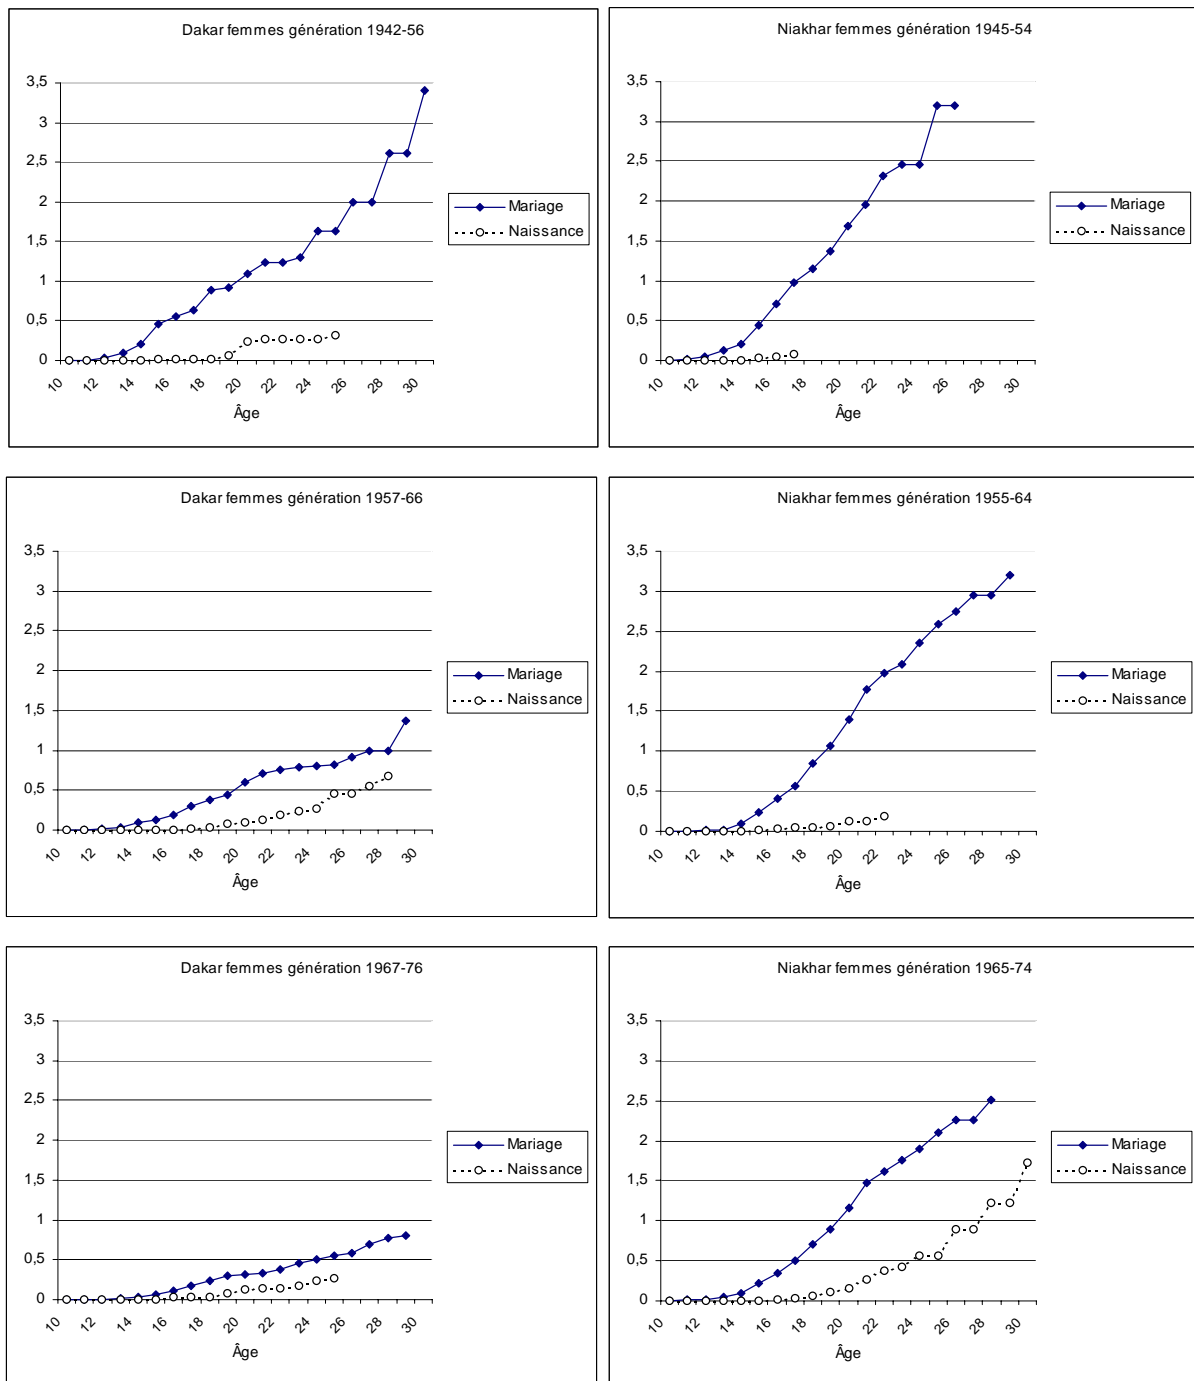 Dakar femmes génération 1942-56
3,5
3
2,5
2
1,5
1
0,5
0
10 12 14 16 18 20 22 24 26 28 30
Âge
Mariage
Naissance
Niakhar femmes génération 1945-54
3,5
3
2,5
2
1,5
1
0,5
0
10 12 14 16 18 20 22 24 26 28 30
Âge
Mariage
Naissance
Dakar femmes génération 1957-66
3,5
3
2,5
2
1,5
1
0,5
0
10 12 14 16 18 20 22 24 26 28 30
Âge
Mariage
Naissance
Niakhar femmes génération 1955-64
3,5
3
2,5
2
1,5
1
0,5
0
10 12 14 16 18 20 22 24 26 28 30
Âge
Mariage
Naissance
Dakar femmes génération 1967-76
3,5
3
2,5
2
1,5
1
0,5
0
10 12 14 16 18 20 22 24 26 28 30
Âge
Mariage
Naissance
Niakhar femmes génération 1965-74
3,5
3
2,5
2
1,5
1
0,5
0
10 12 14 16 18 20 22 24 26 28 30
Âge
Mariage
Naissance